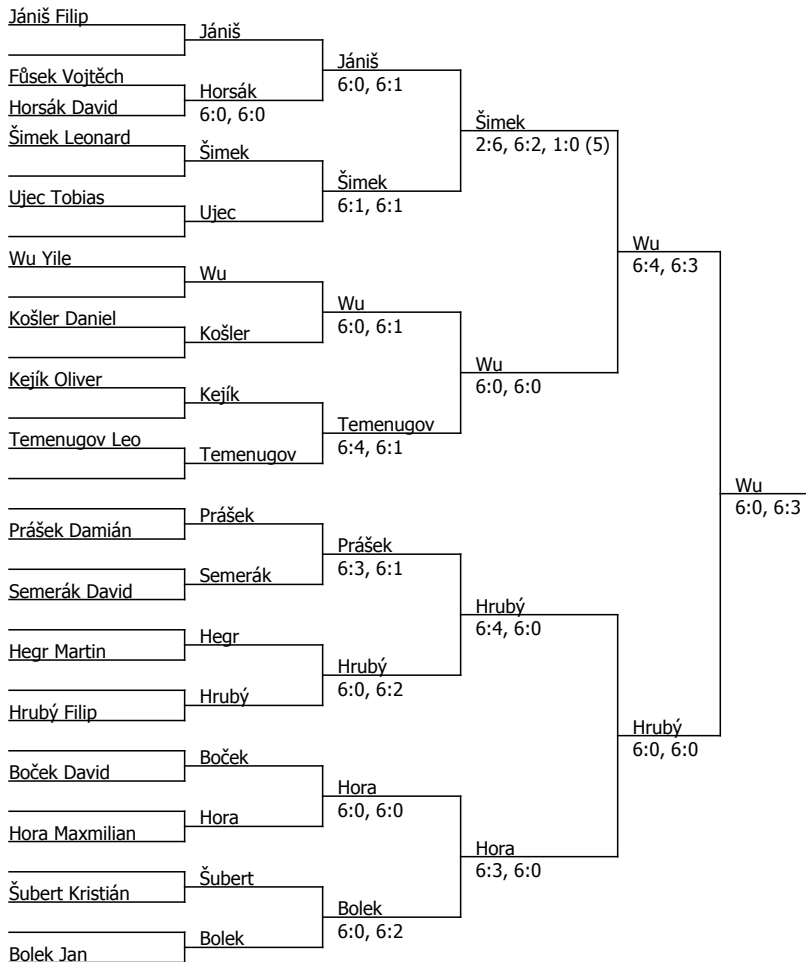 Jániš Filip
Jániš
Jániš
6:0, 6:1
Fůsek Vojtěch
Horsák
6:0, 6:0
Horsák David
Šimek
2:6, 6:2, 1:0 (5)
Šimek Leonard
Šimek
Šimek
6:1, 6:1
Ujec Tobias
Ujec
Wu
6:4, 6:3
Wu Yile
Wu
Wu
6:0, 6:1
Košler Daniel
Košler
Wu
6:0, 6:0
Kejík Oliver
Kejík
Temenugov
6:4, 6:1
Temenugov Leo
Temenugov
Wu
6:0, 6:3
Prášek Damián
Prášek
Prášek
6:3, 6:1
Semerák David
Semerák
Hrubý
6:4, 6:0
Hegr Martin
Hegr
Hrubý
6:0, 6:2
Hrubý Filip
Hrubý
Hrubý
6:0, 6:0
Boček David
Boček
Hora
6:0, 6:0
Hora Maxmilian
Hora
Hora
6:3, 6:0
Šubert Kristián
Šubert
Bolek
6:0, 6:2
Bolek Jan
Bolek